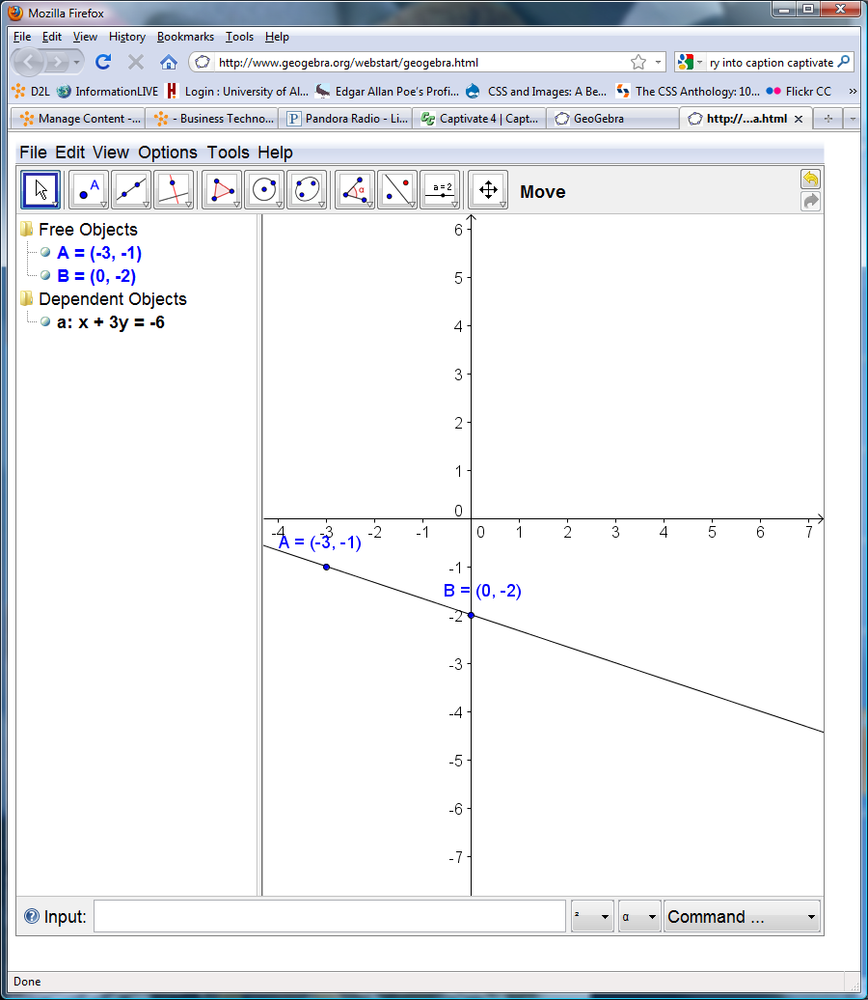 Mozilla Firefox
File Edit View History Bookmarks Tools Help
http://www.geogebra.org/webstart/geogebra.html
ry into caption captivate
D2L InformationLIVE Login : University of Al... Edgar Allan Poe's Profi... CSS and Images: A Be... The CSS Anthology: 10... Flickr CC »
Manage Content -... - Business Techno... Pandora Radio - Li... Captivate 4 | Capt... GeoGebra http://...a.html
File Edit View Options Tools Help
A α a=2 Move
Free Objects
A = (-3, -1)
B = (0, -2)
Dependent Objects
a: x + 3y = -6
6
5
4
3
2
1
0
-4 -3 -2 -1 0 1 2 3 4 5 6 7
A = (-3, -1)
-1
B = (0, -2)
-2
-3
-4
-5
-6
-7
Input: ² α Command ...
Done